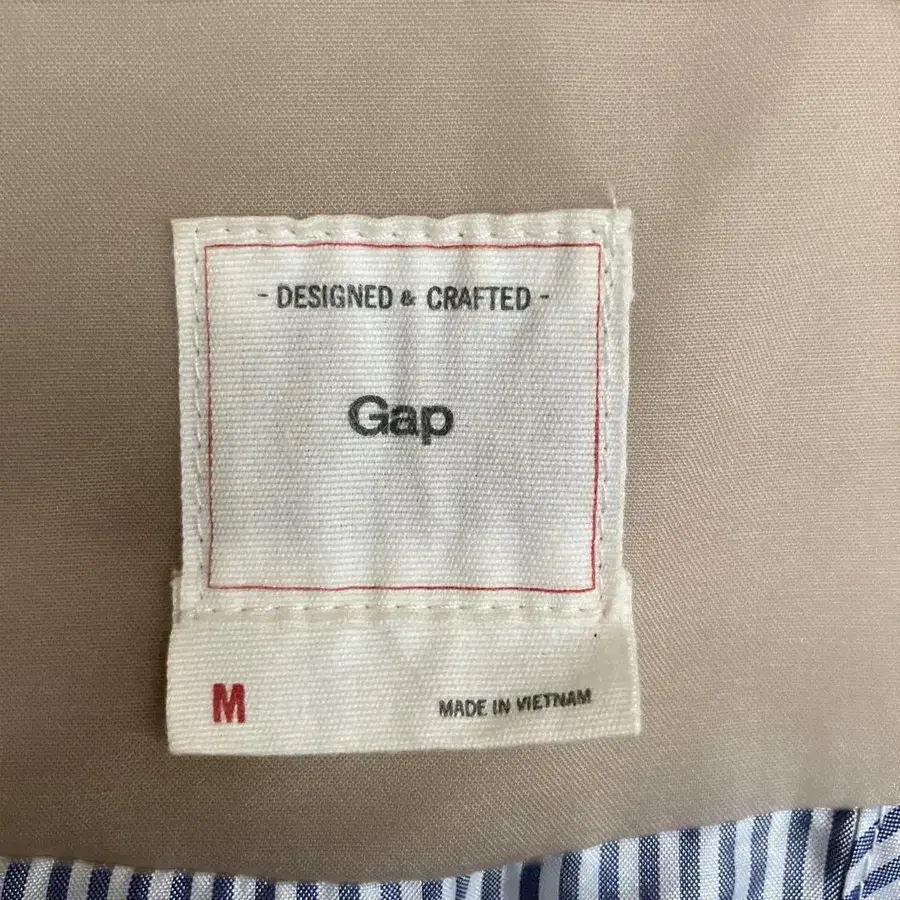 - DESIGNED & CRAFTED -
Gap
M
MADE IN VIETNAM